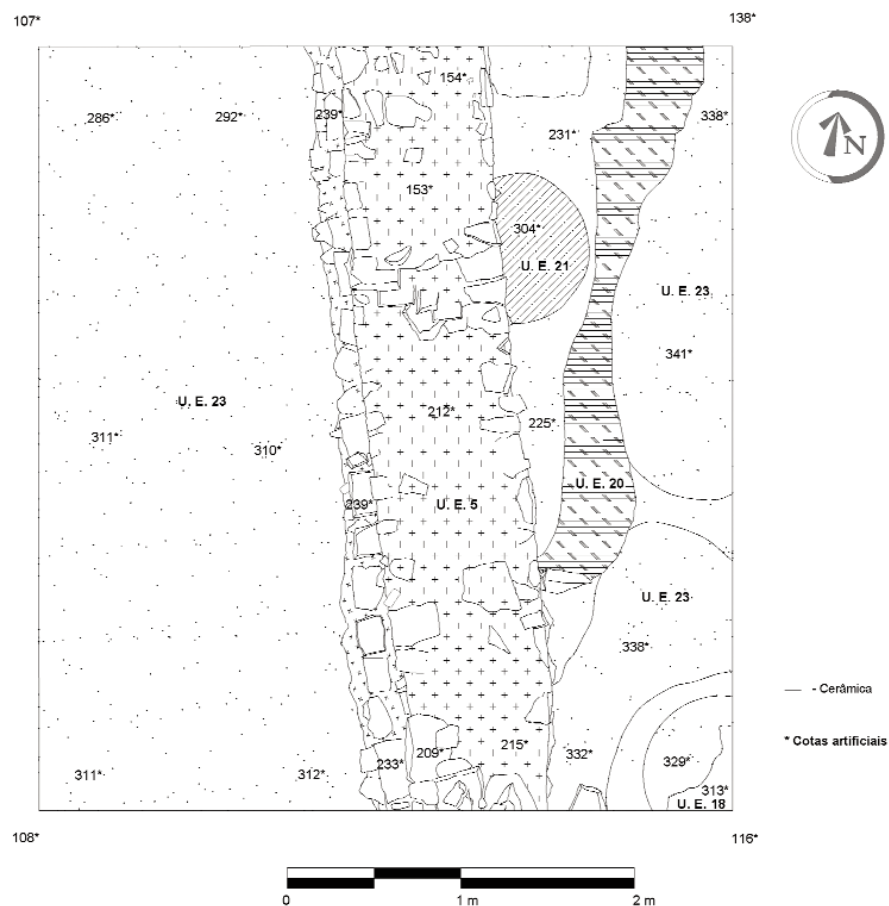 107*
138*
154*
286*
292*
239*
231*
338*
153*
304*
U. E. 21
U. E. 23
341*
U. E. 23
212*
225*
311*
310*
U. E. 20
239*
U. E. 5
U. E. 23
338*
209*
215*
332*
233*
329*
311*
312*
313*
U. E. 18
N
- Cerâmica
* Cotas artificiais
108*
116*
0
1 m
2 m